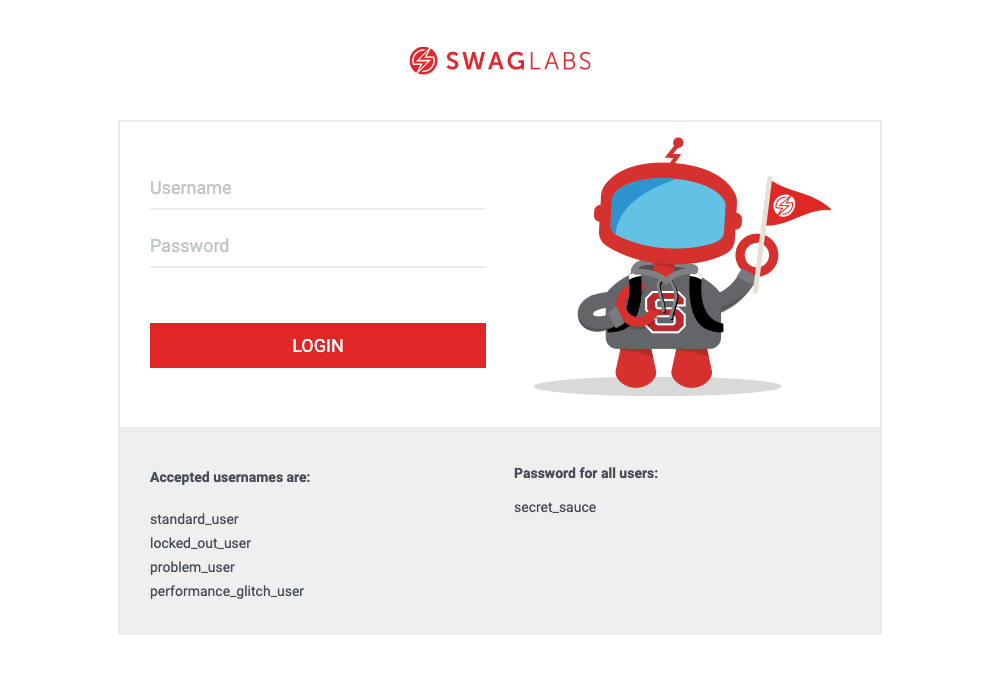 SWAGLABS
Username
Password
LOGIN
S
Accepted usernames are:
standard_user
locked_out_user
problem_user
performance_glitch_user
Password for all users:
secret_sauce